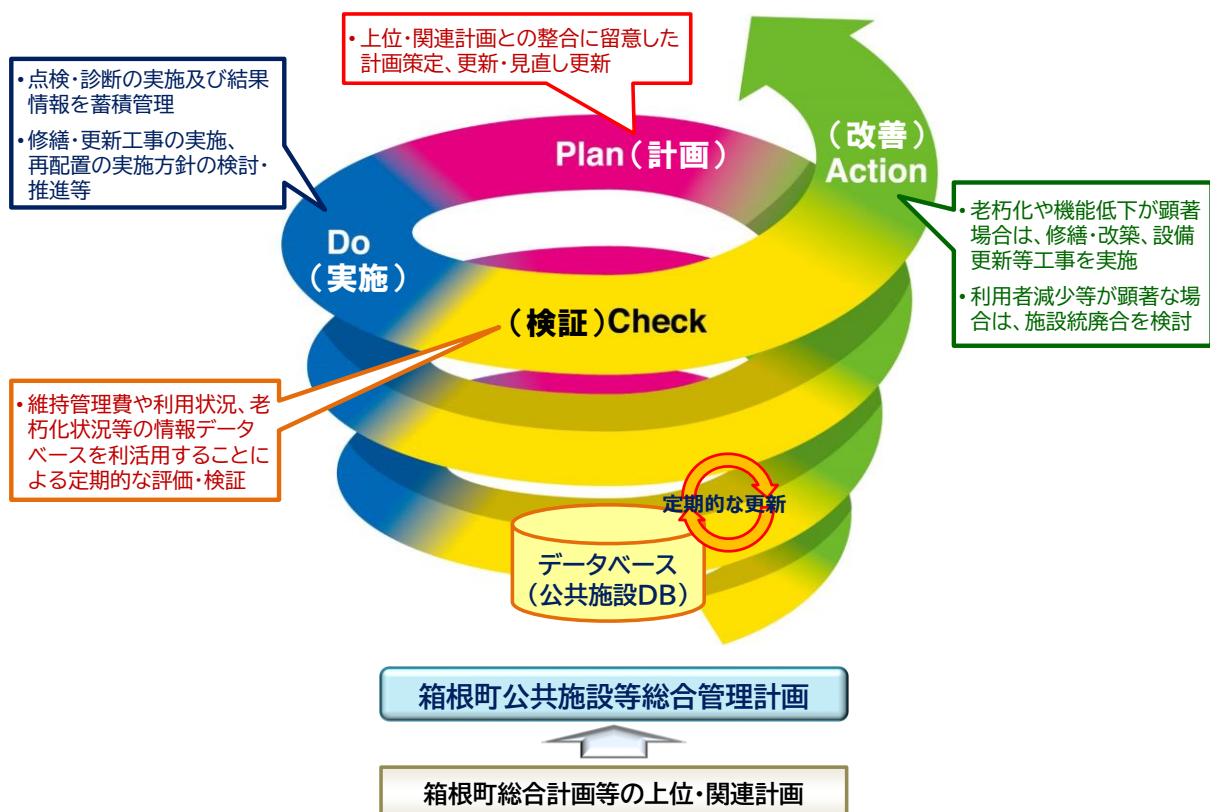 ・上位・関連計画との整合に留意した
計画策定、更新・見直し更新
・点検・診断の実施及び結果
情報を蓄積管理
・修繕・更新工事の実施、
再配置の実施方針の検討・
推進等
Plan（計画）
（改善）
Action
Do
（実施）
（検証）Check
・老朽化や機能低下が顕著
場合は、修繕・改築、設備
更新等工事を実施
・利用者減少等が顕著な場
合は、施設統廃合を検討
・維持管理費や利用状況、老
朽化状況等の情報データ
ベースを利活用することに
よる定期的な評価・検証
定期的な更新
データベース
（公共施設DB）
箱根町公共施設等総合管理計画
箱根町総合計画等の上位・関連計画